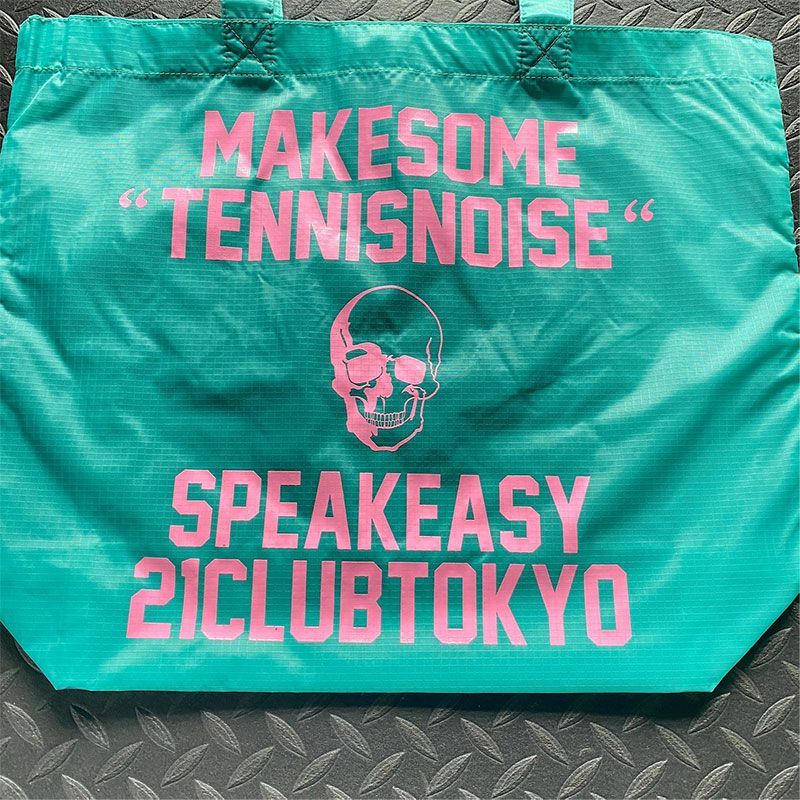 MAKESOME
“TENNISNOISE“
SPEAKEASY
21CLUBTOKYO